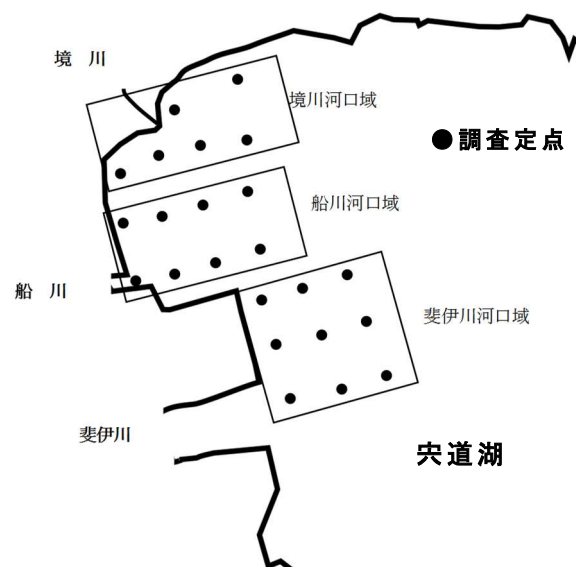 境 川
境川河口域
●調査定点
船川河口域
船 川
斐伊川河口域
斐伊川
宍道湖